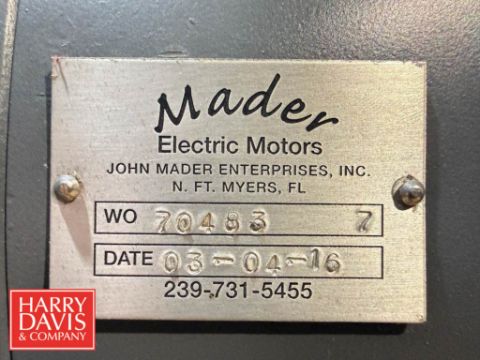 Mader
Electric Motors
JOHN MADER ENTERPRISES, INC.
N. FT. MYERS, FL
WO 70483 7
DATE 03-04-16
239-731-5455
HARRY
DAVIS
& COMPANY